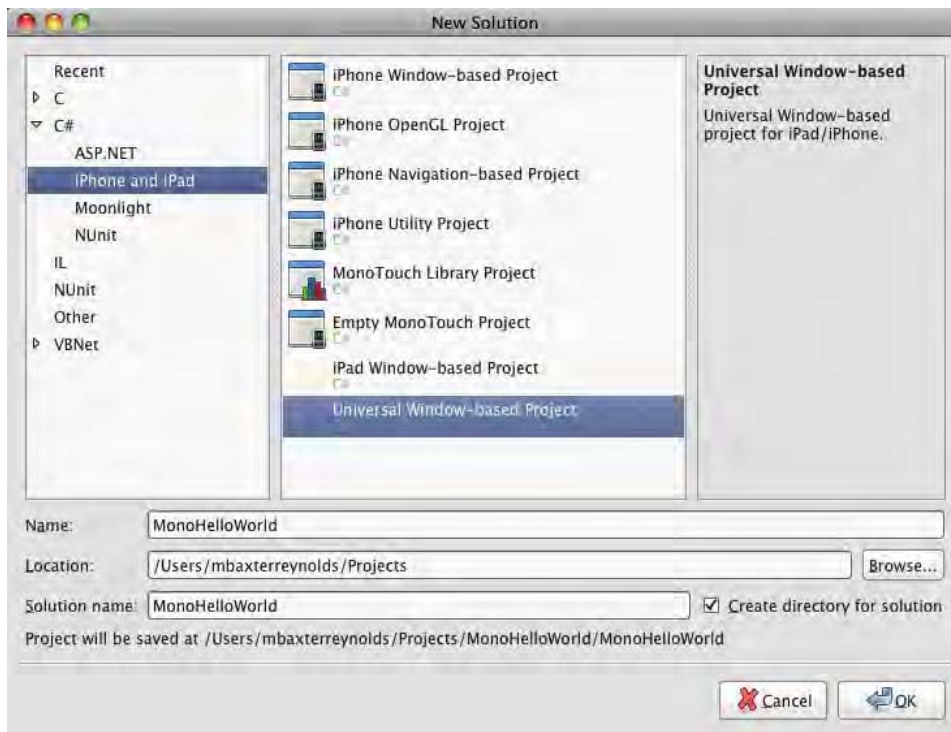 New Solution
Recent
C
C#
ASP.NET
iPhone and iPad
Moonlight
NUnit
IL
NUnit
Other
VBNet
iPhone Window-based Project
C#
iPhone OpenGL Project
C#
iPhone Navigation-based Project
C#
iPhone Utility Project
C#
MonoTouch Library Project
C#
Empty MonoTouch Project
C#
iPad Window-based Project
C#
Universal Window-based Project
Universal Window-based
Project
Universal Window-based
project for iPad/iPhone.
Name: MonoHelloWorld
Location: /Users/mbaxterreynolds/Projects Browse...
Solution name: MonoHelloWorld Create directory for solution
Project will be saved at /Users/mbaxterreynolds/Projects/MonoHelloWorld/MonoHelloWorld
Cancel OK